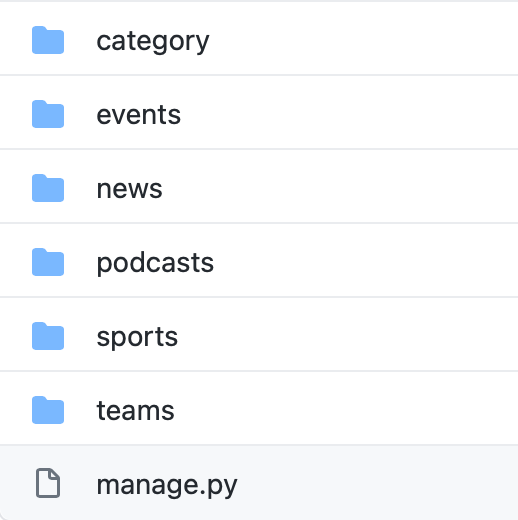 category
events
news
podcasts
sports
teams
manage.py